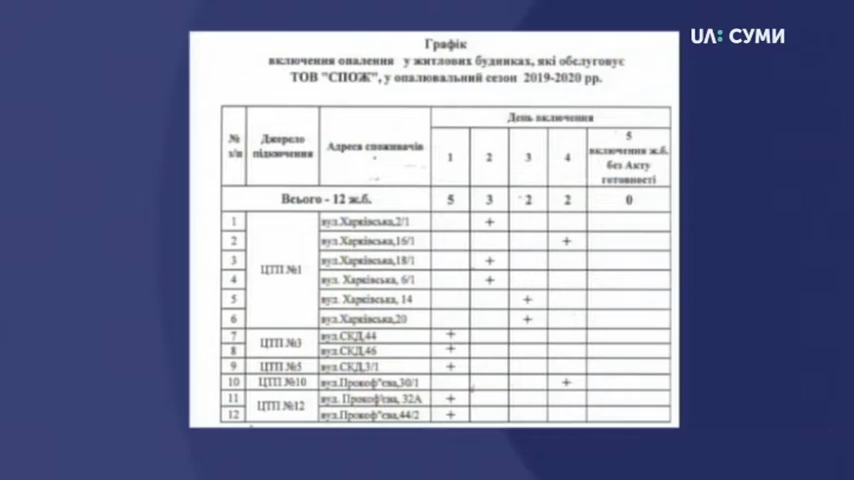 UA: СУМИ
Графік
включення опалення у житлових будинках, які обслуговує
ТОВ "СПОЖ", у опалювальний сезон 2019-2020 рр.
№ з/п Джерело підключення Адреса споживачів День включення
1 2 3 4 5 включення ж.б. без Акту готовності
Всього - 12 ж.б. 5 3 2 2 0
1 ЦТП №1 вул.Харківська,2/1 +
2 вул.Харківська,16/1 +
3 вул.Харківська,18/1 +
4 вул. Харківська, 6/1 +
5 вул. Харківська, 14 +
6 вул.Харківська,20 +
7 ЦТП №3 вул.СКД,44 +
8 вул.СКД,46 +
9 ЦТП №5 вул.СКД,3/1 +
10 ЦТП №10 вул.Прокоф"єва,30/1 +
11 ЦТП №12 вул. Прокоф'єва, 32А +
12 вул.Прокоф"єва,44/2 +